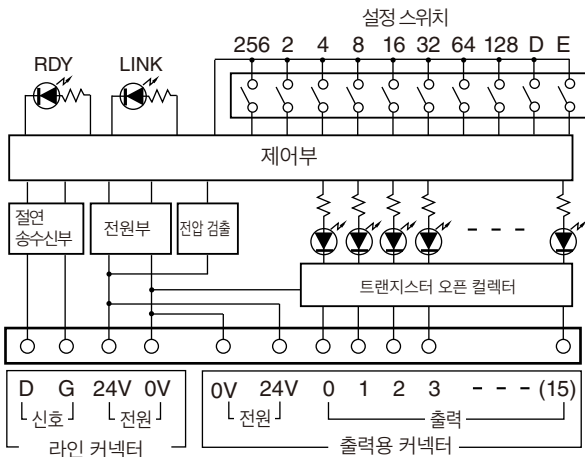 설정 스위치
256 2 4 8 16 32 64 128 D E
RDY LINK
제어부
절연
송수신부
전원부
전압 검출
트랜지스터 오픈 컬렉터
D G 24V 0V
신호 전원
라인 커넥터
0V 24V 0 1 2 3 - - - (15)
전원 출력
출력용 커넥터